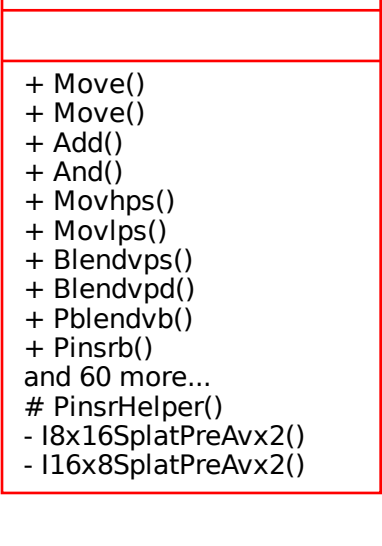 + Move()
+ Move()
+ Add()
+ And()
+ Movhps()
+ Movlps()
+ Blendvps()
+ Blendvpd()
+ Pblendvb()
+ Pinsrb()
and 60 more...
# PinsrHelper()
- I8x16SplatPreAvx2()
- I16x8SplatPreAvx2()